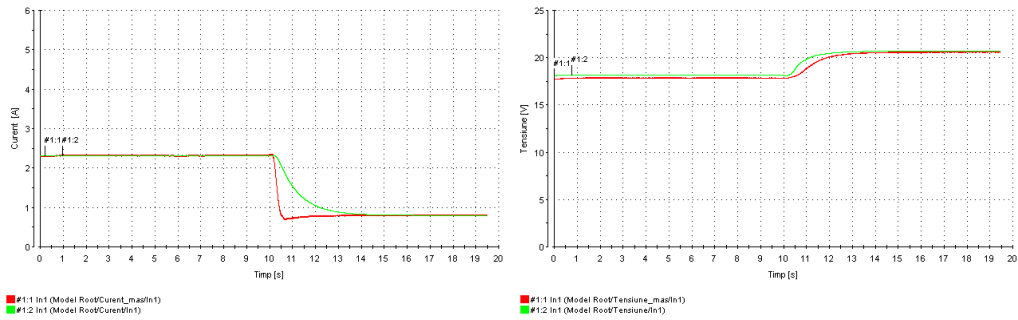 6
5
4
3
2
1
0
Curent [A]
#1:1 #1:2
0 1 2 3 4 5 6 7 8 9 10 11 12 13 14 15 16 17 18 19 20
Timp [s]
#1:1 In1 (Model Root/Curent_mas/In1)
#1:2 In1 (Model Root/Curent/In1)
25
20
15
10
5
0
Tensiune [V]
#1:1 #1:2
0 1 2 3 4 5 6 7 8 9 10 11 12 13 14 15 16 17 18 19 20
Timp [s]
#1:1 In1 (Model Root/Tensiune_mas/In1)
#1:2 In1 (Model Root/Tensiune/In1)